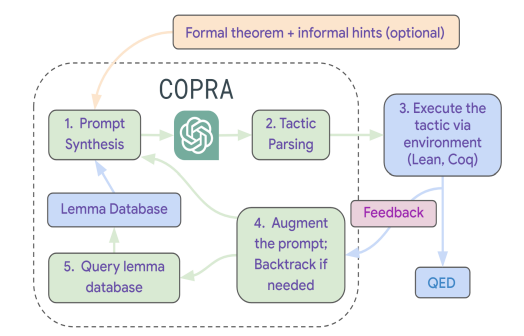 Formal theorem + informal hints (optional)
COPRA
1. Prompt
Synthesis
2. Tactic
Parsing
3. Execute the
tactic via
environment
(Lean, Coq)
Lemma Database
Feedback
4. Augment
the prompt;
Backtrack if
needed
5. Query lemma
database
QED